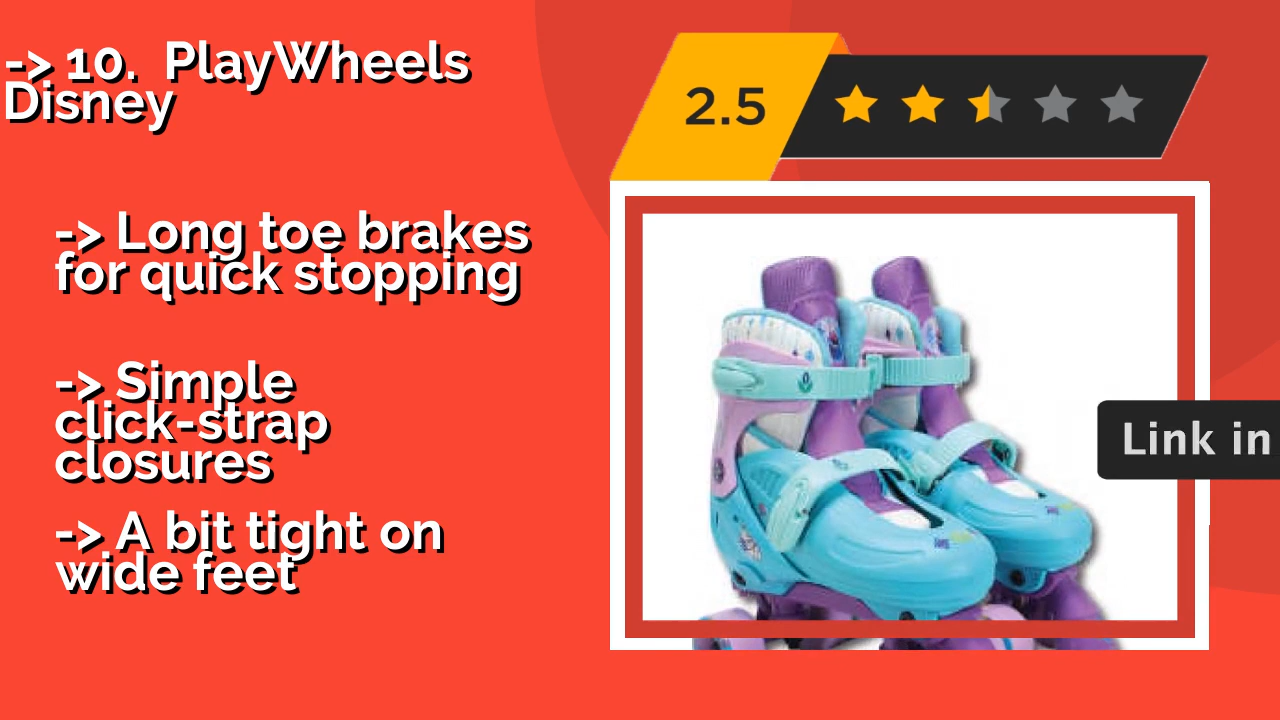 -> 10.  PlayWheels
Disney
2.5
-> Long toe brakes
for quick stopping
-> Simple
click-strap
closures
-> A bit tight on
wide feet
Link in